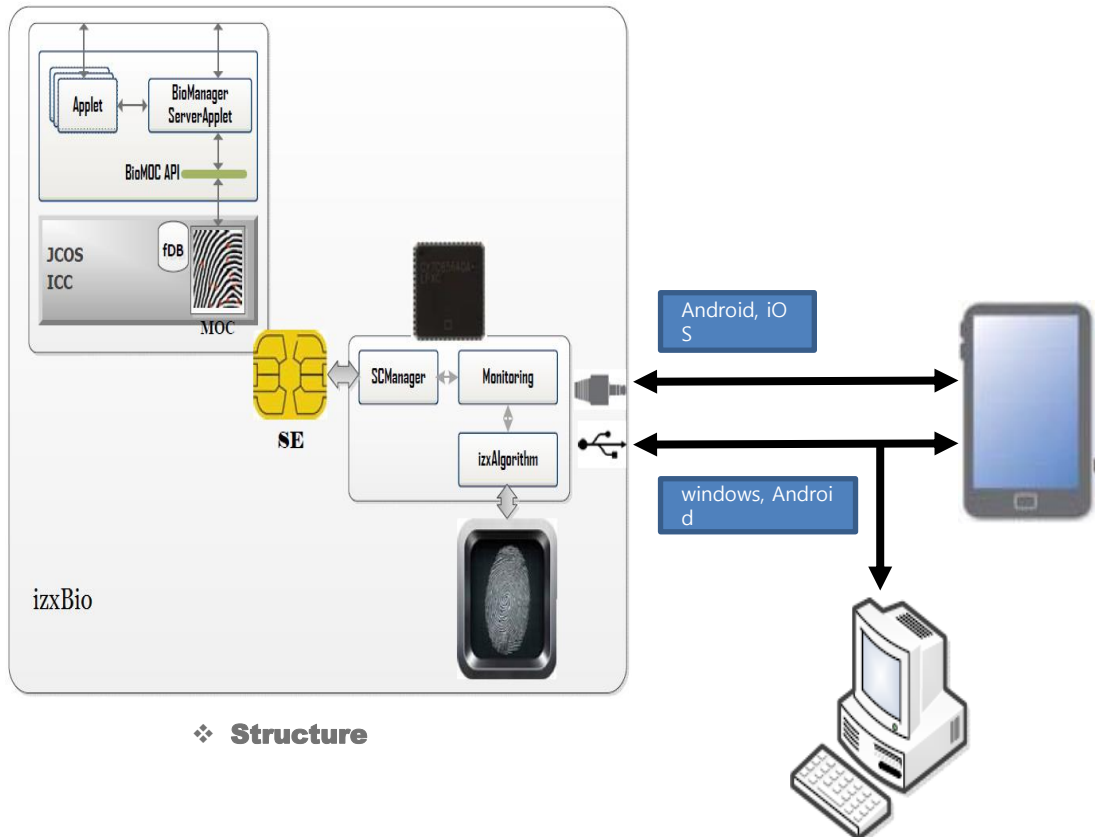 Applet
BioManager
ServerApplet
BioMOC API
JCOS
ICC
fDB
MOC
SE
SCManager
Monitoring
izxAlgorithm
Android, iO
S
windows, Androi
d
izxBio
❖ Structure